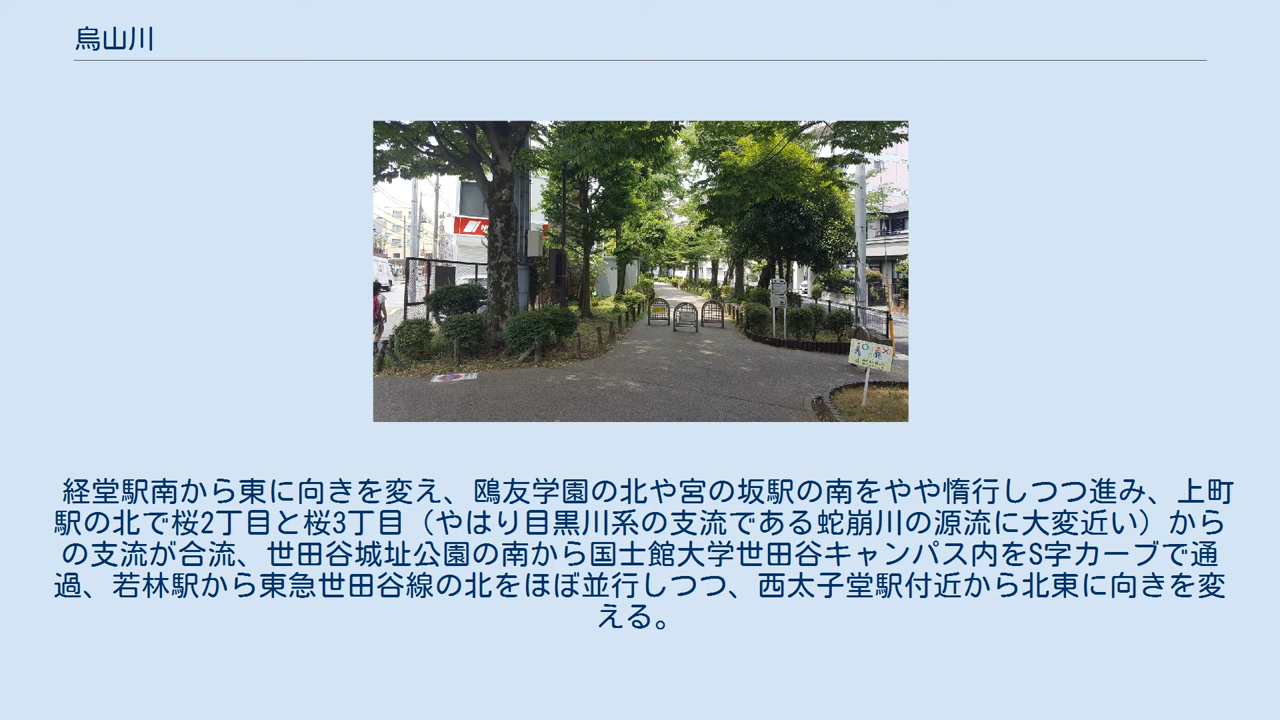 烏山川
経堂駅南から東に向きを変え、鴎友学園の北や宮の坂駅の南をやや惰行しつつ進み、上町
駅の北で桜2丁目と桜3丁目（やはり目黒川系の支流である蛇崩川の源流に大変近い）から
の支流が合流、世田谷城址公園の南から国士館大学世田谷キャンパス内をS字カーブで通
過、若林駅から東急世田谷線の北をほぼ並行しつつ、西太子堂駅付近から北東に向きを変
える。